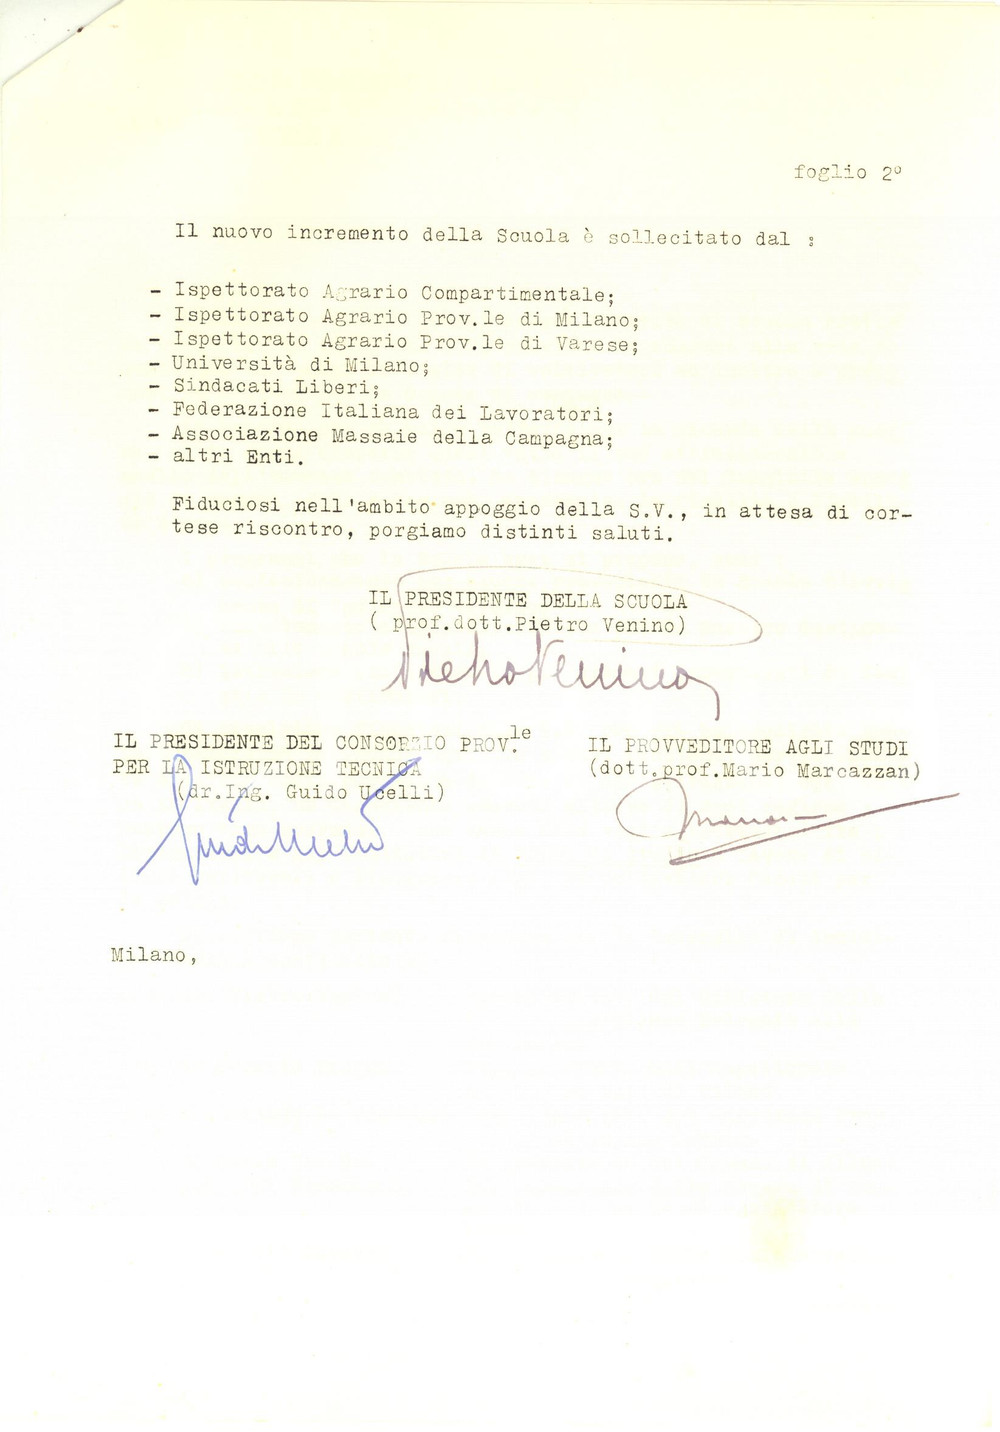 foglio 2º
Il nuovo incremento della Scuola è sollecitato dal :
- Ispettorato Agrario Compartimentale;
- Ispettorato Agrario Prov.le di Milano;
- Ispettorato Agrario Prov.le di Varese;
- Università di Milano;
- Sindacati Liberi;
- Federazione Italiana dei Lavoratori;
- Associazione Massaie della Campagna;
- altri Enti.
Fiduciosi nell'ambito appoggio della S.V., in attesa di cor-
tese riscontro, porgiamo distinti saluti.
IL PRESIDENTE DELLA SCUOLA
( prof.dott.Pietro Venino)
Pietro Venino
IL PRESIDENTE DEL CONSORZIO PROV.le
PER LA ISTRUZIONE TECNICA
(dr.Ing. Guido Ucelli)
Guido Ucelli
IL PROVVEDITORE AGLI STUDI
(dott.prof.Mario Marcazzan)
Milano,